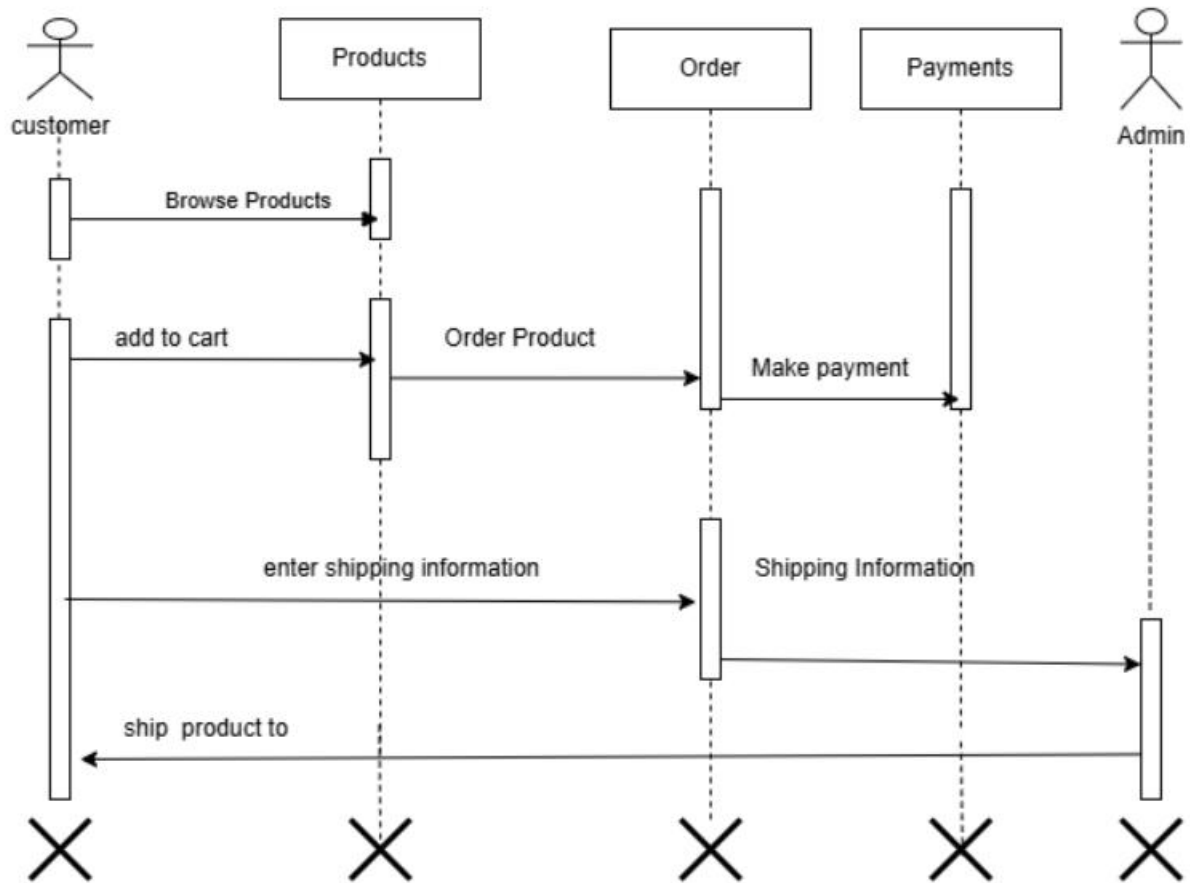 Products
Order
Payments
customer
Admin
Browse Products
add to cart
Order Product
Make payment
enter shipping information
Shipping Information
ship product to